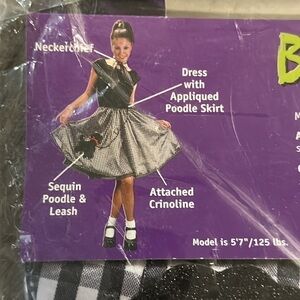 Neckerchief
Dress
with
Appliqued
Poodle Skirt
B
Sequin
Poodle &
Leash
Attached
Crinoline
Model is 5'7"/125 lbs.